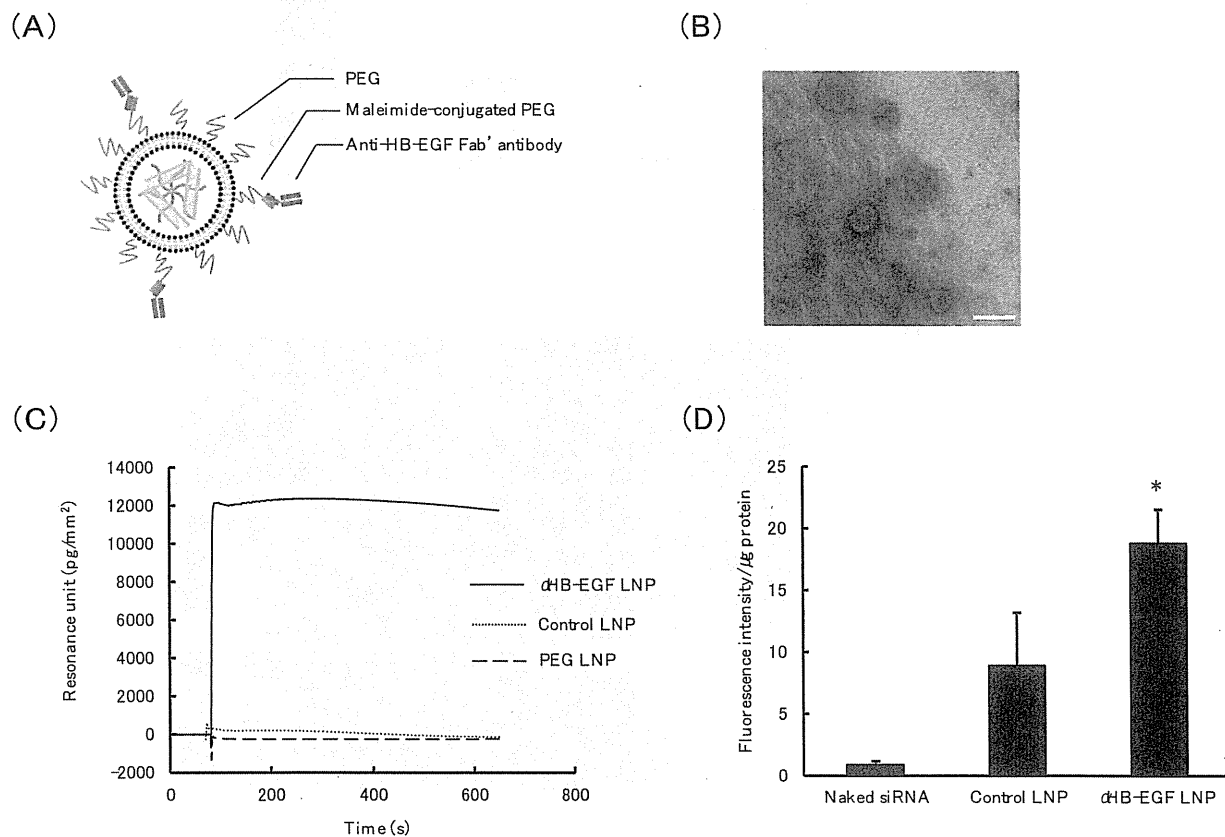 (A)
PEG
Maleimide-conjugated PEG
Anti-HB-EGF Fab' antibody
(B)
(C)
Resonance unit (pg/mm²)
14000
12000
10000
8000
6000
4000
2000
0
-2000
0
200
400
600
800
Time (s)
αHB-EGF LNP
Control LNP
PEG LNP
(D)
Fluorescence intensity/μg protein
25
20
15
10
5
0
*
Naked siRNA
Control LNP
αHB-EGF LNP